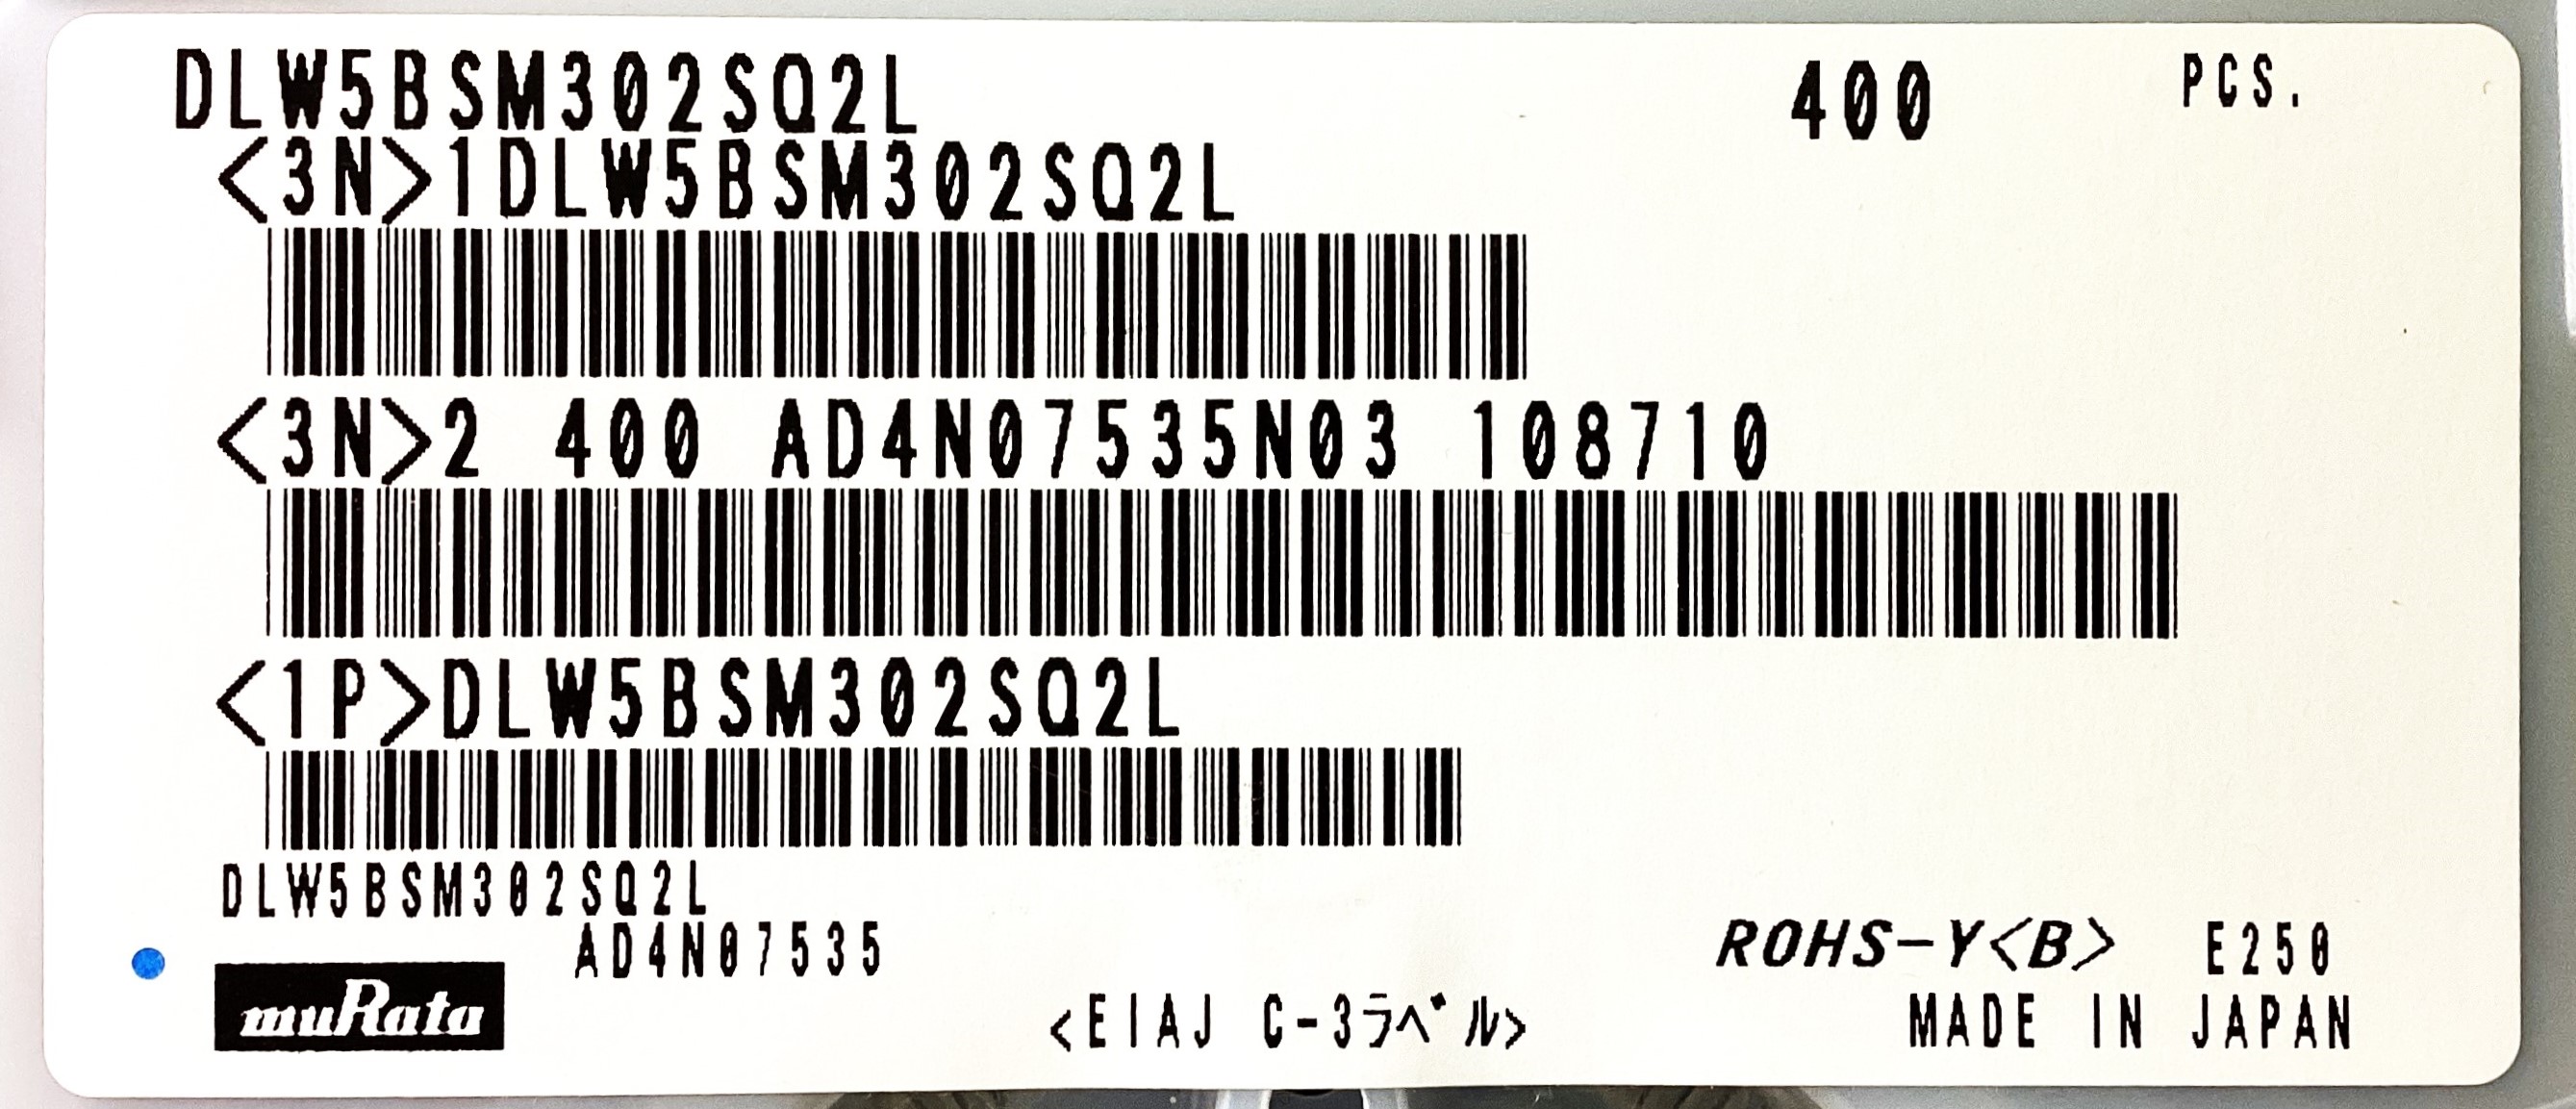 DLW5BSM302SQ2L 400 PCS.
<3N>1DLW5BSM302SQ2L
<3N>2 400 AD4N07535N03 108710
<1P>DLW5BSM302SQ2L
DLW5BSM302SQ2L
AD4N07535
ROHS-Y<B> E250
muRata
<EIAJ C-3ラベル>
MADE IN JAPAN